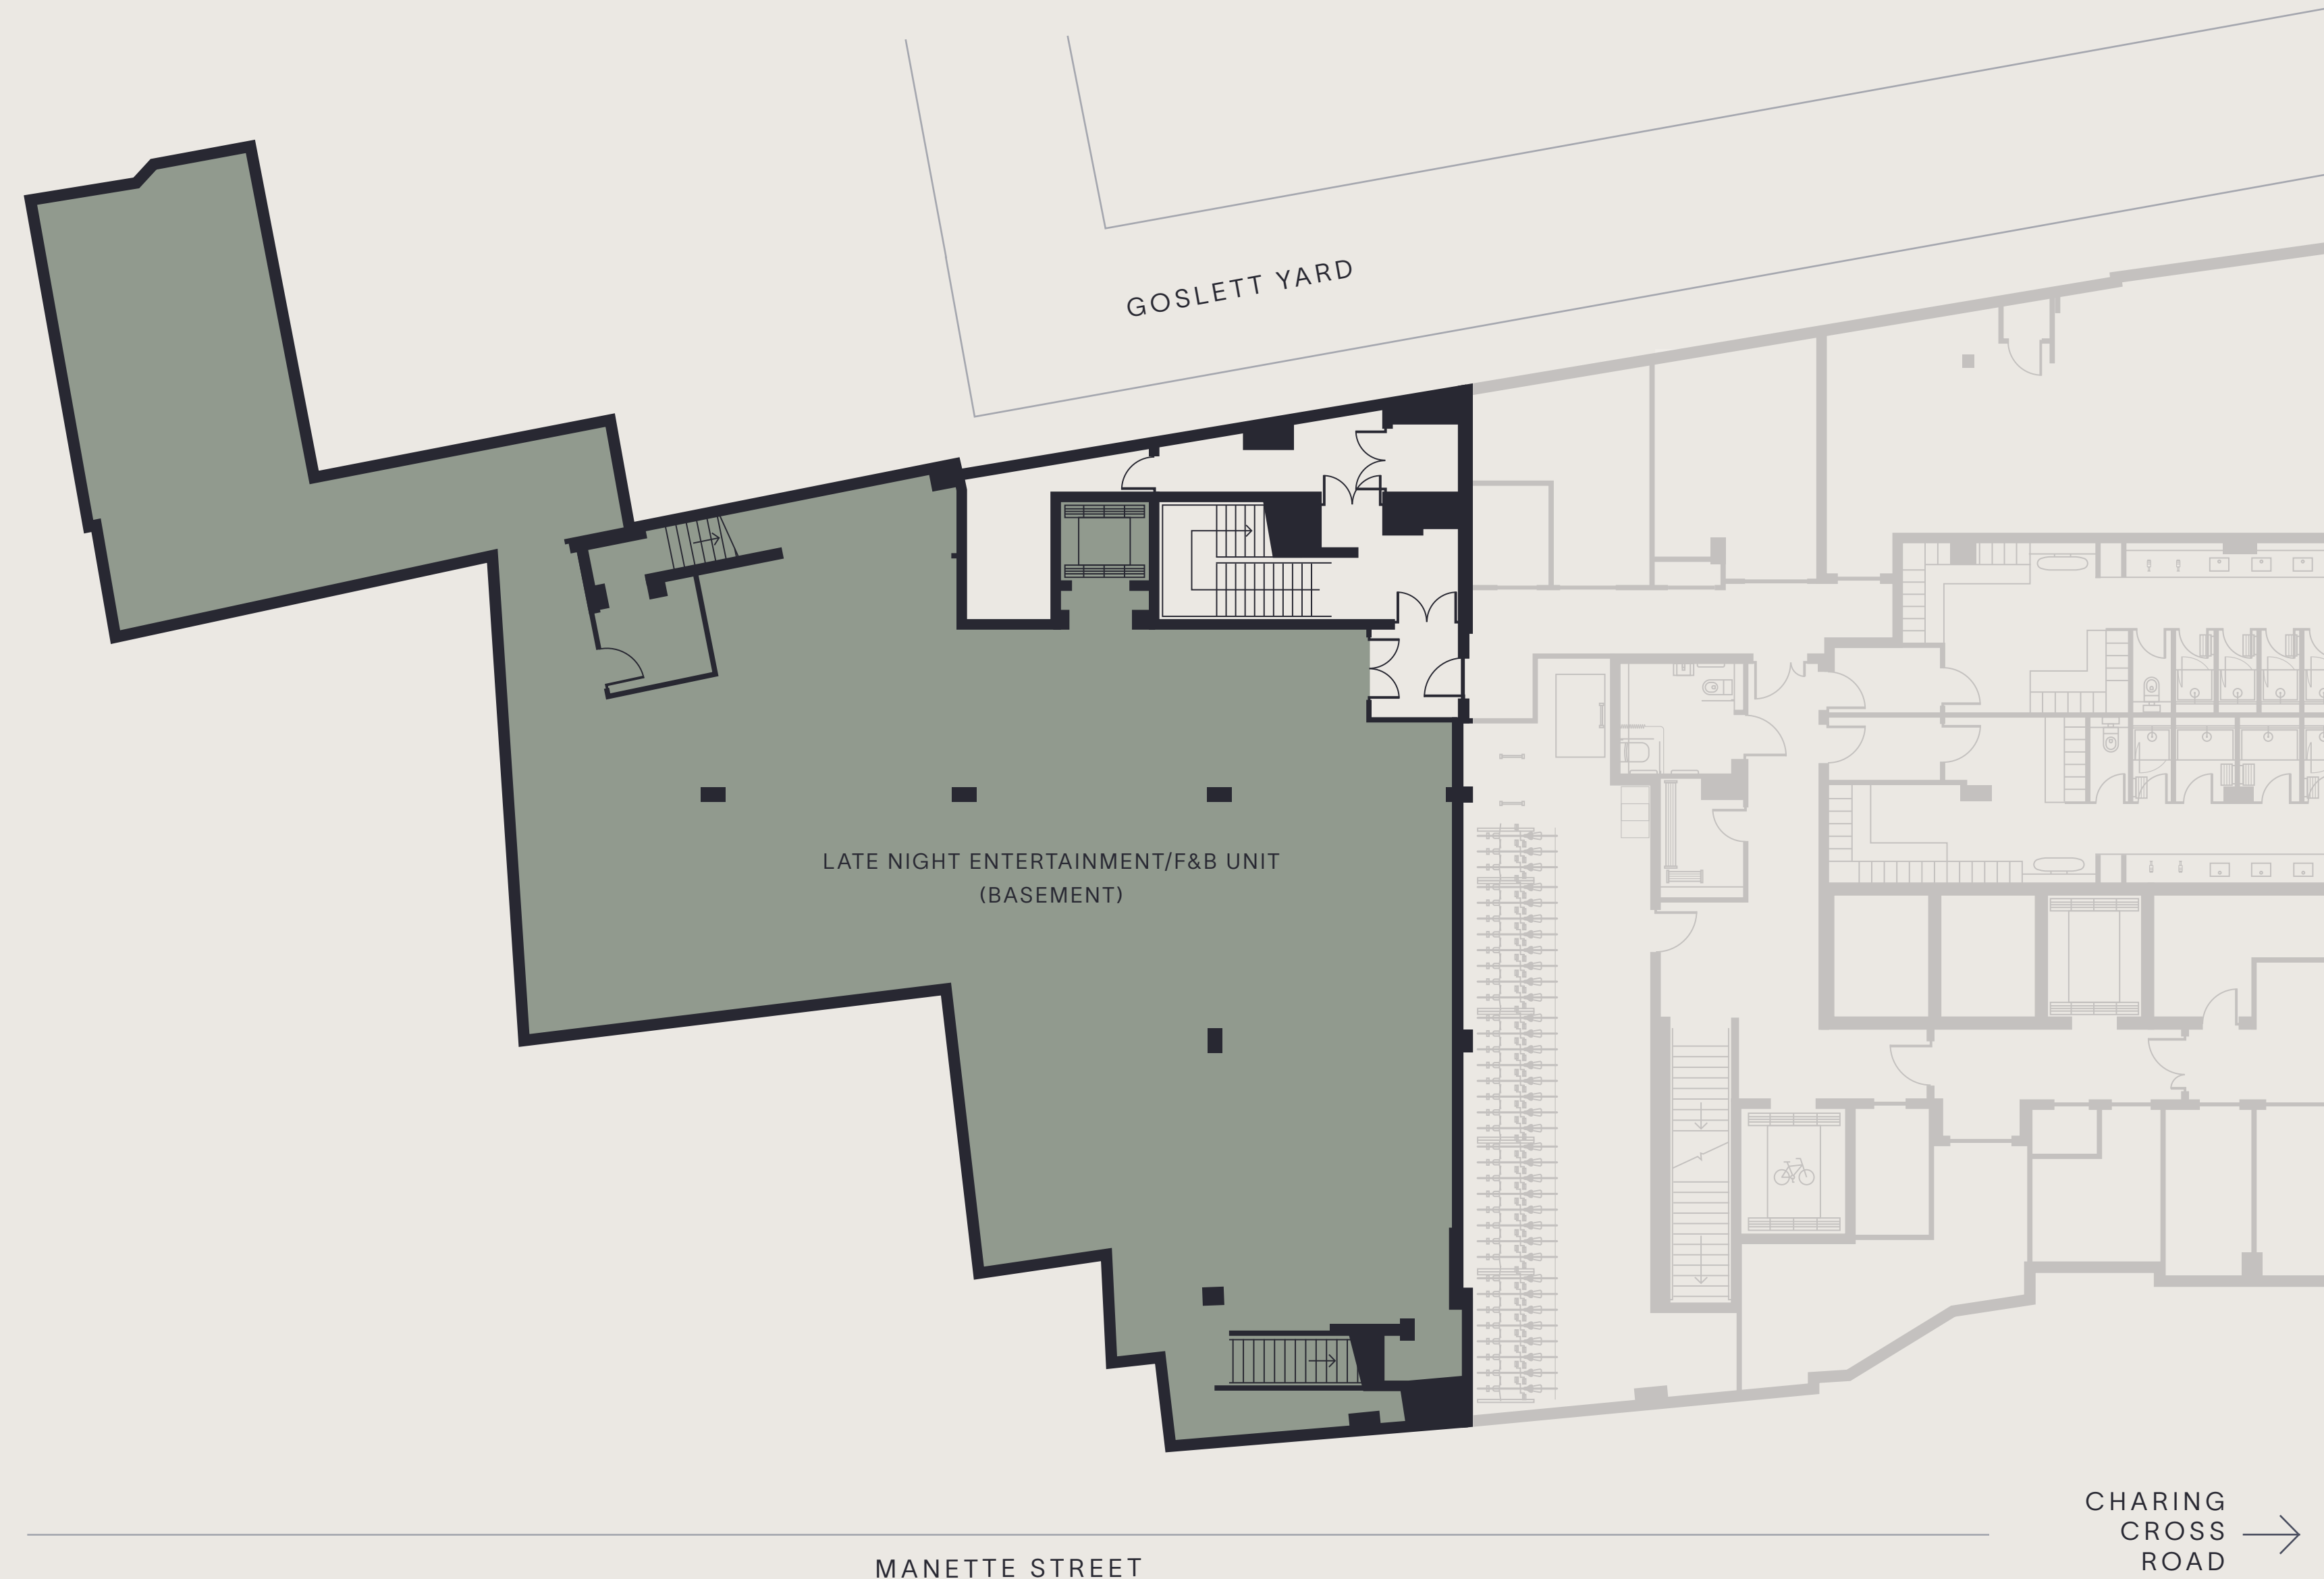 GOSLETT YARD
LATE NIGHT ENTERTAINMENT/F&B UNIT
(BASEMENT)
CHARING
CROSS
ROAD
MANETTE STREET